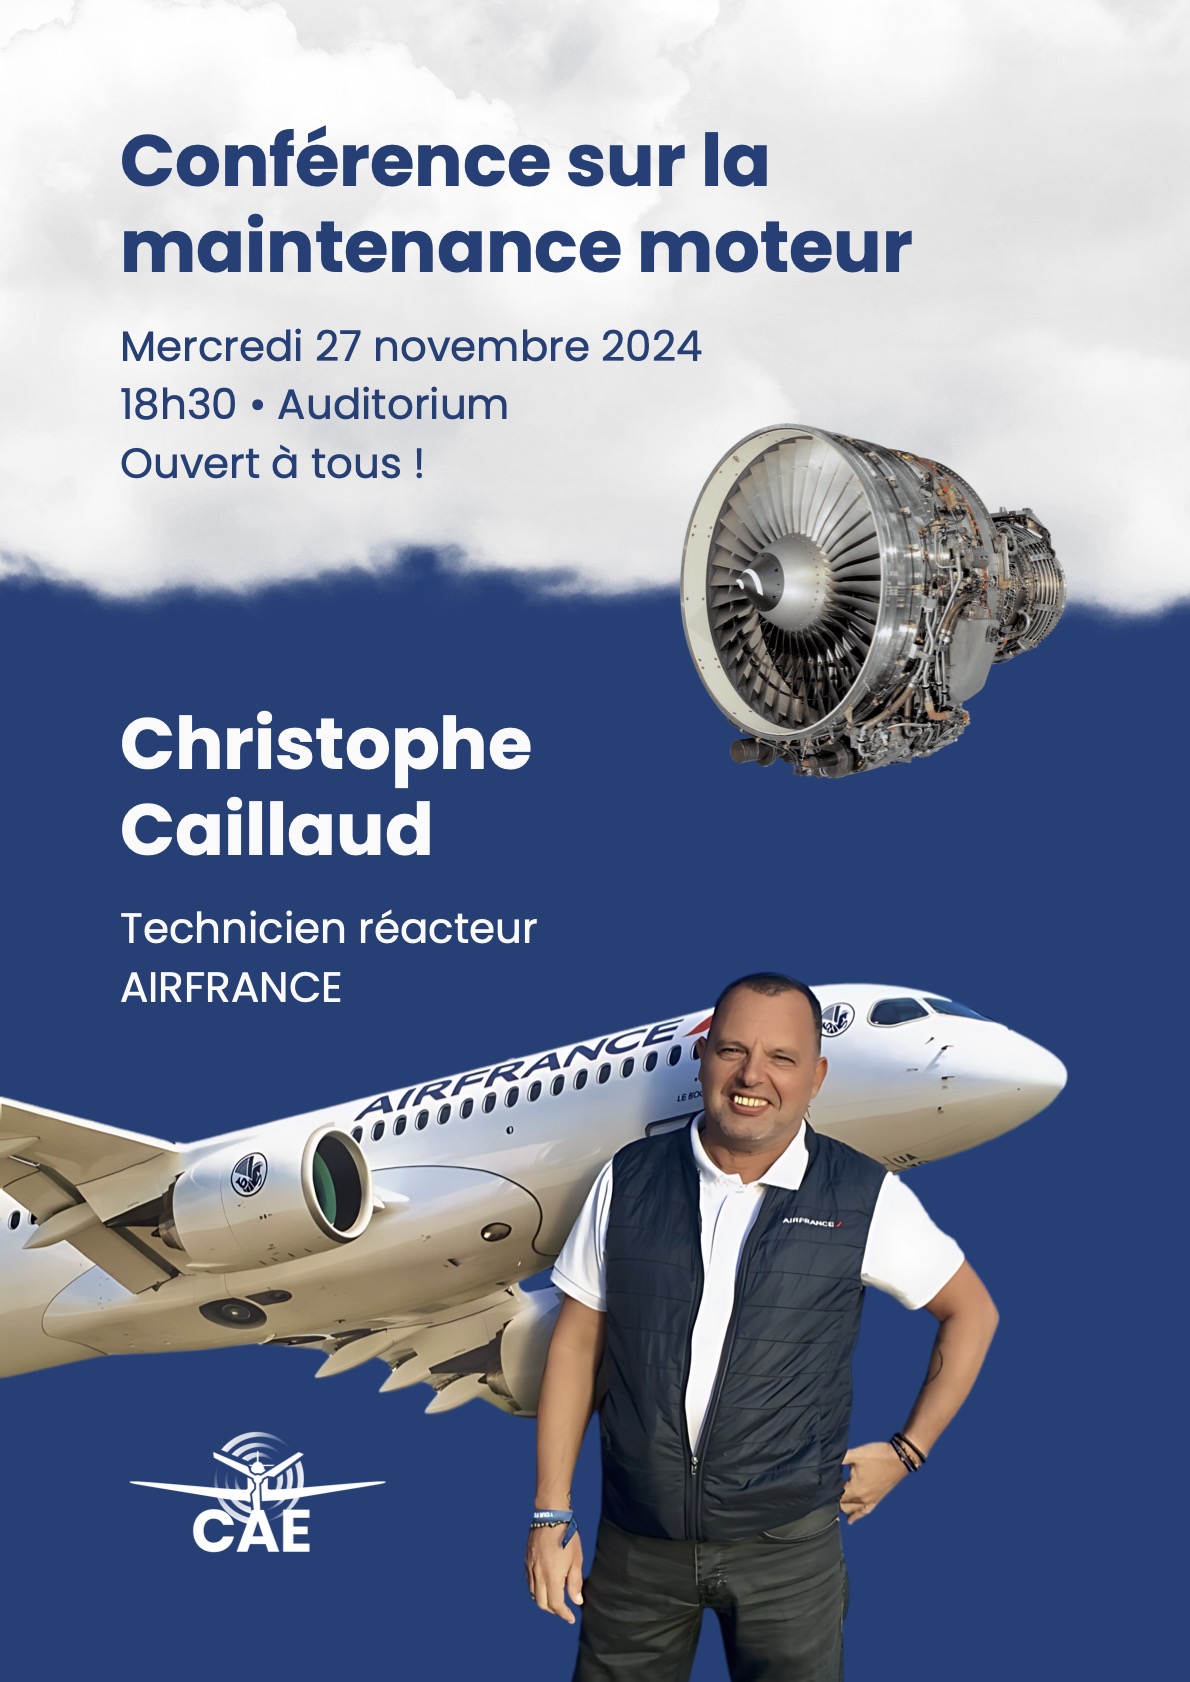 Conférence sur la
maintenance moteur
Mercredi 27 novembre 2024
18h30 • Auditorium
Ouvert à tous !
Christophe
Caillaud
Technicien réacteur
AIRFRANCE
AIRFRANCE
AIRFRANCE
CAE